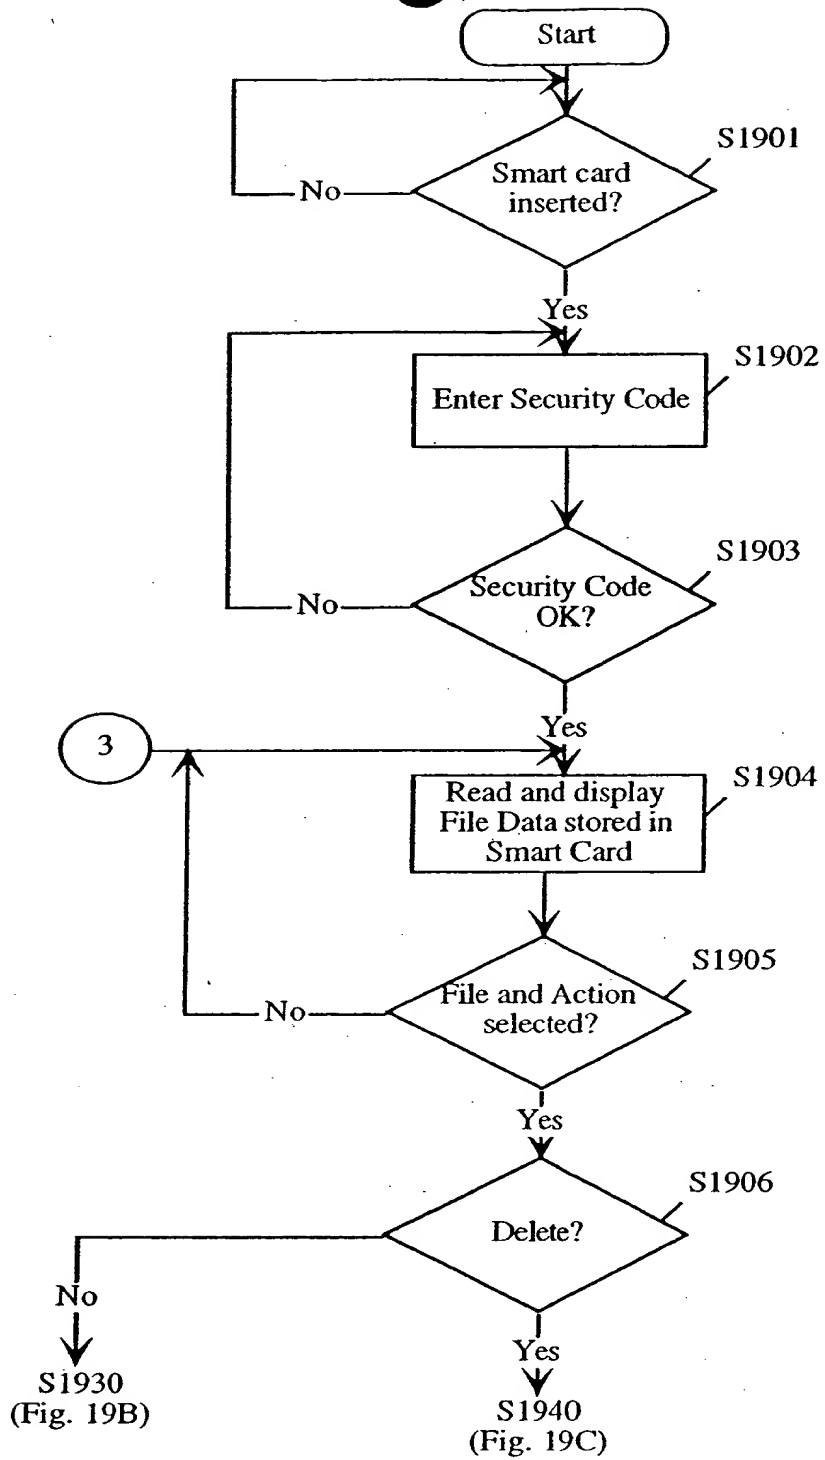 Start
S1901
Smart card
inserted?
No
Yes
S1902
Enter Security Code
S1903
Security Code
OK?
No
Yes
3
S1904
Read and display
File Data stored in
Smart Card
S1905
File and Action
selected?
No
Yes
S1906
Delete?
No
Yes
S1930
(Fig. 19B)
S1940
(Fig. 19C)